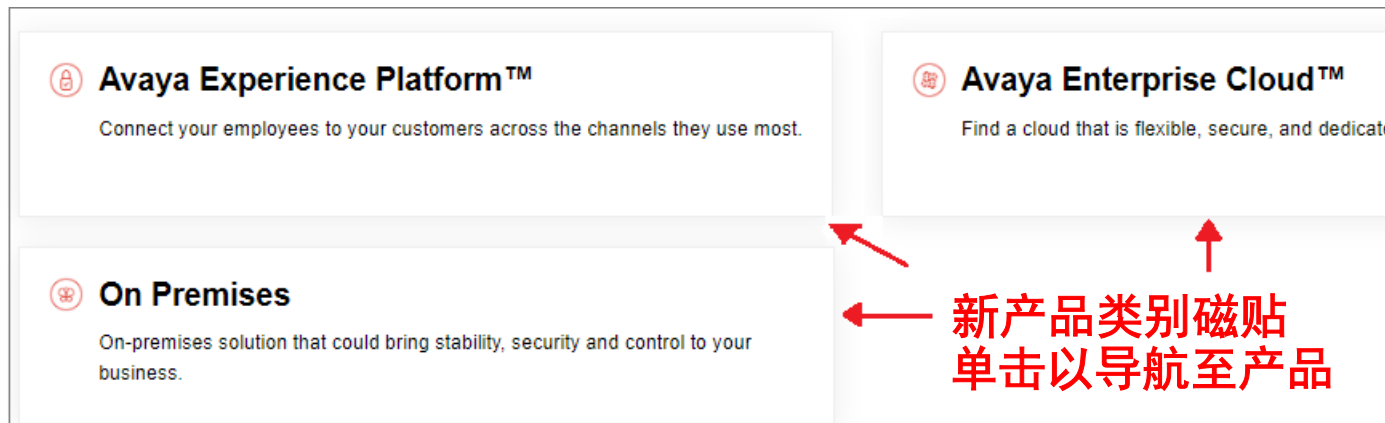 Avaya Experience Platform™
Connect your employees to your customers across the channels they use most.
Avaya Enterprise Cloud™
Find a cloud that is flexible, secure, and
On Premises
On-premises solution that could bring stability, security and control to your
business.
新产品类别磁贴
单击以导航至产品